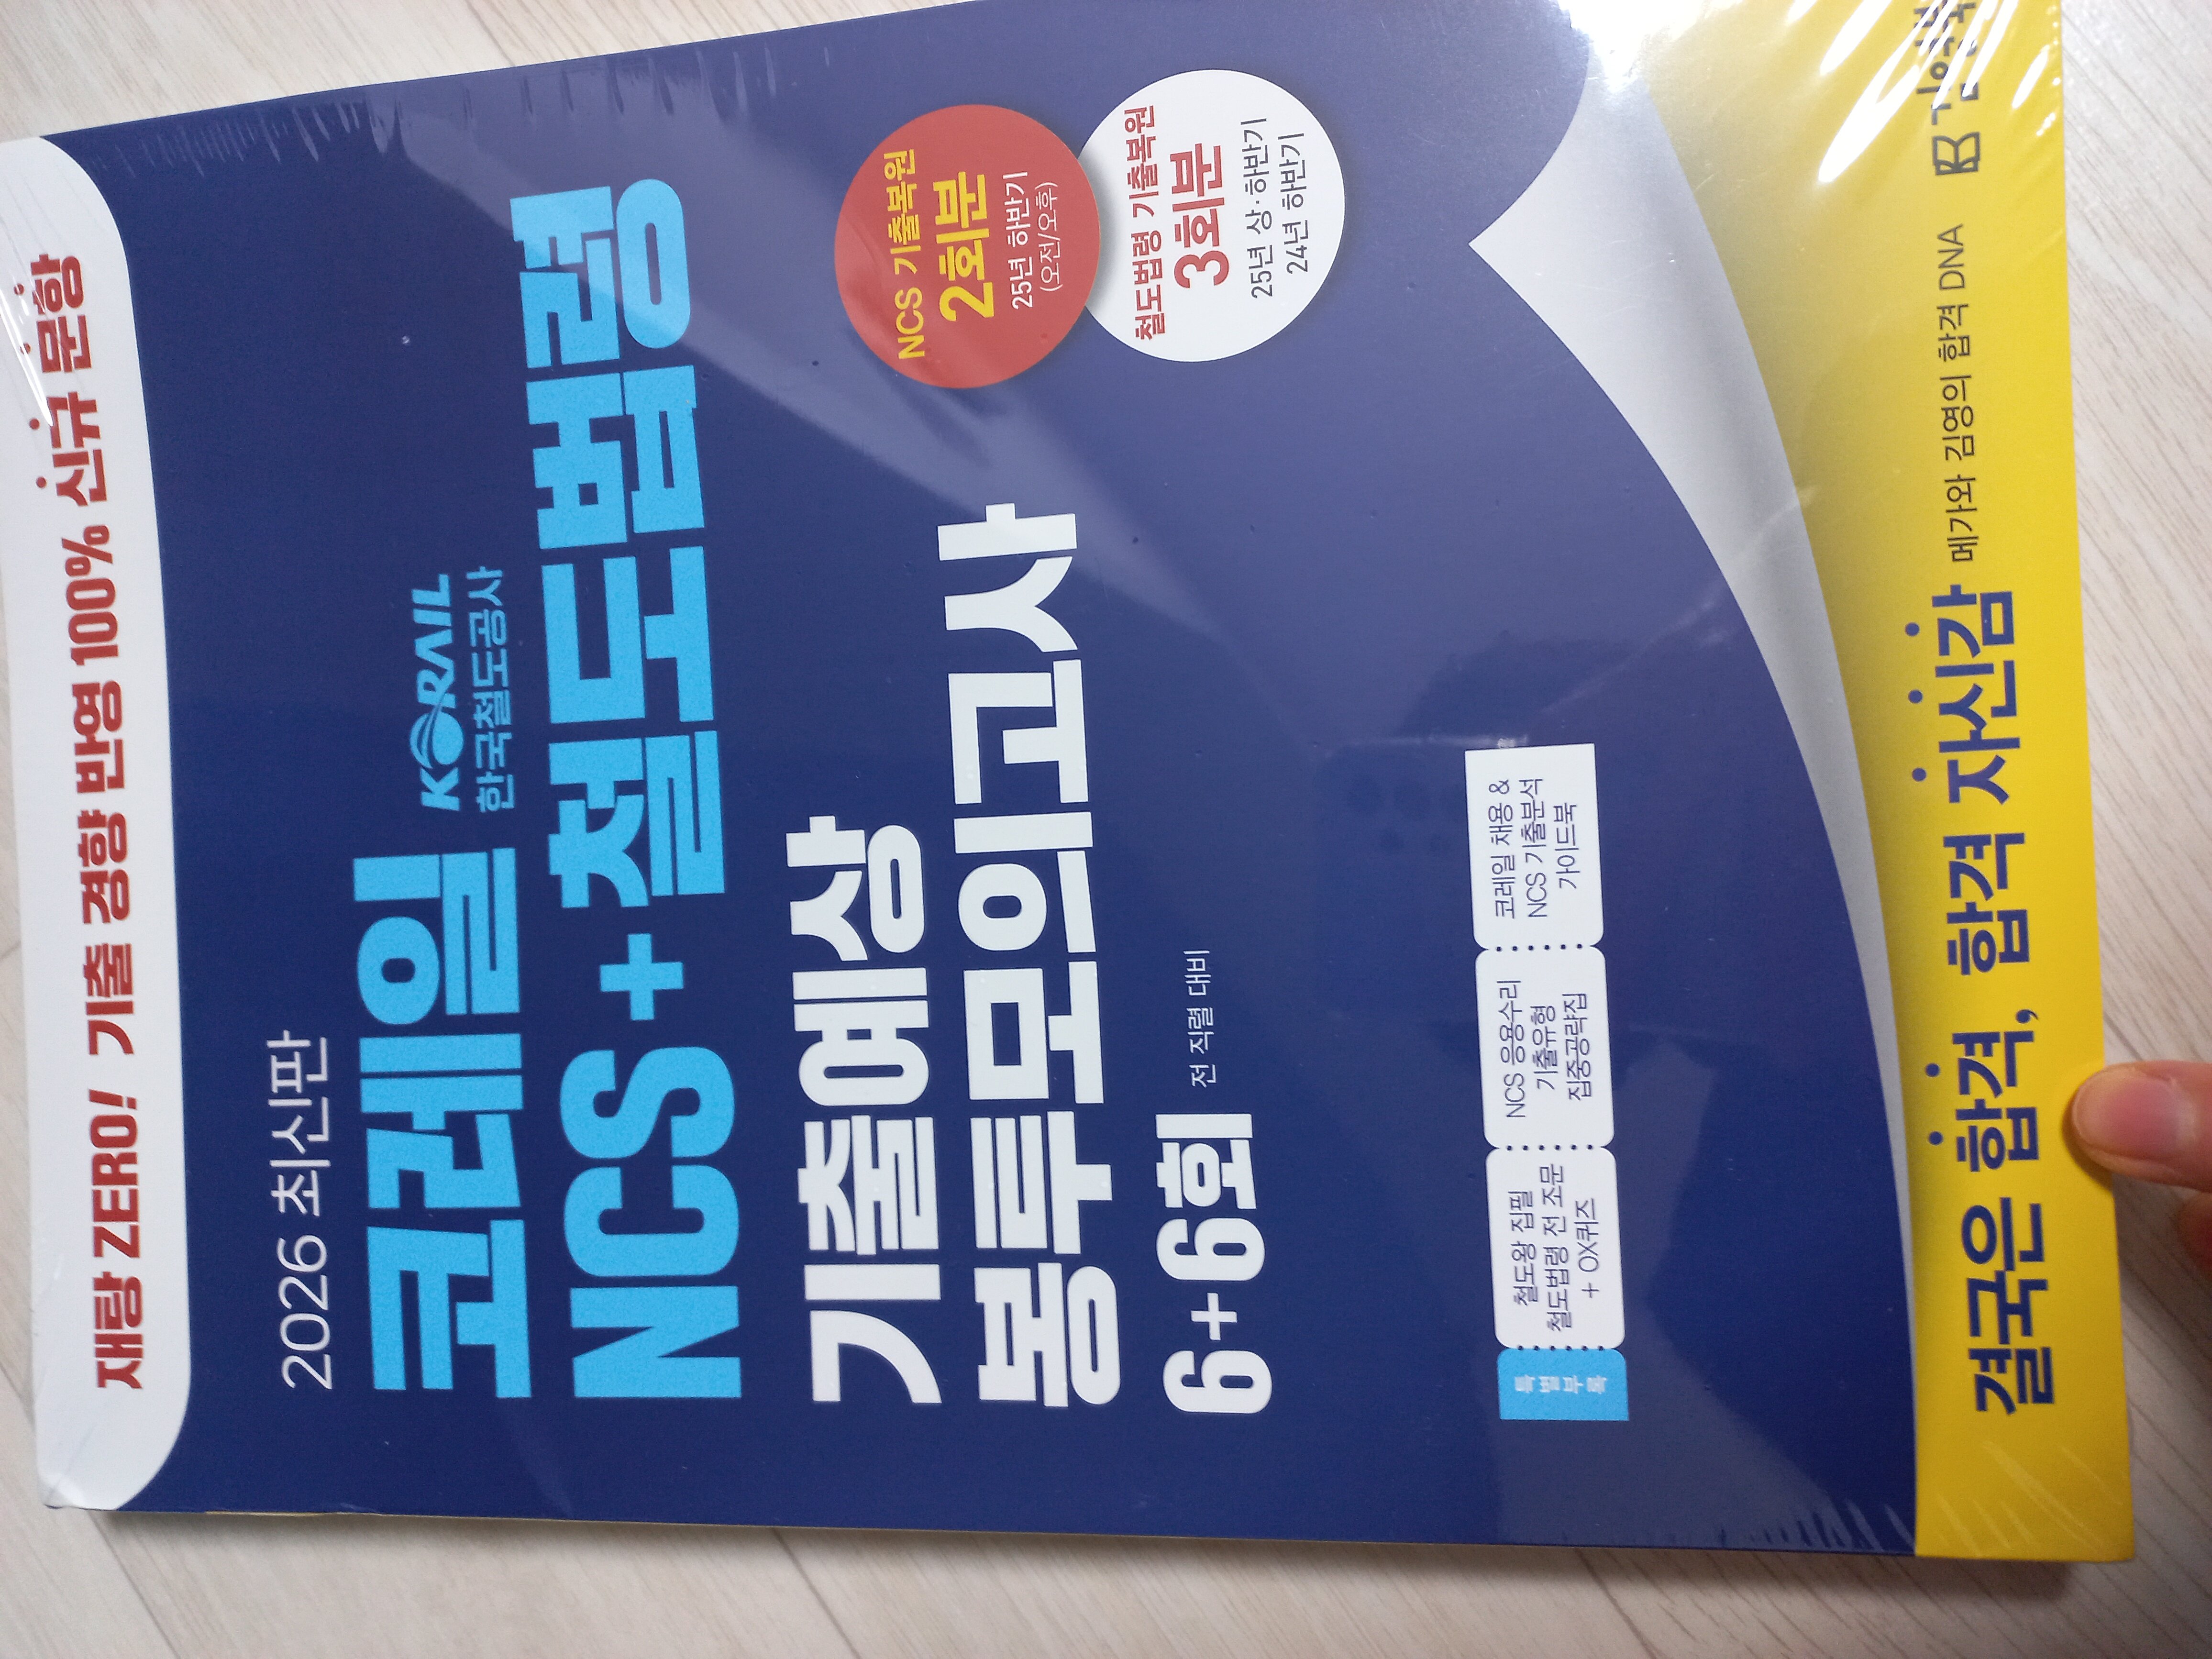 재탕 ZERO! 기출 경향 반영 100% 신규 문항
2026 최신판
코레일
KORAIL
한국철도공사
NCS + 철도법령
기출예상
봉투모의고사
6+6회 전 직렬 대비
NCS 기출복원
2회분
25년 하반기
(오전/오후)
철도법령 기출복원
3회분
25년 상·하반기
24년 하반기
특별부록
철도왕 집필
철도법령 전 조문
+ OX퀴즈
NCS 응용수리
기출유형
집중공략집
코레일 채용 &
NCS 기출분석
가이드북
결국은 합격, 합격 자신감 메가와 김영의 합격 DNA